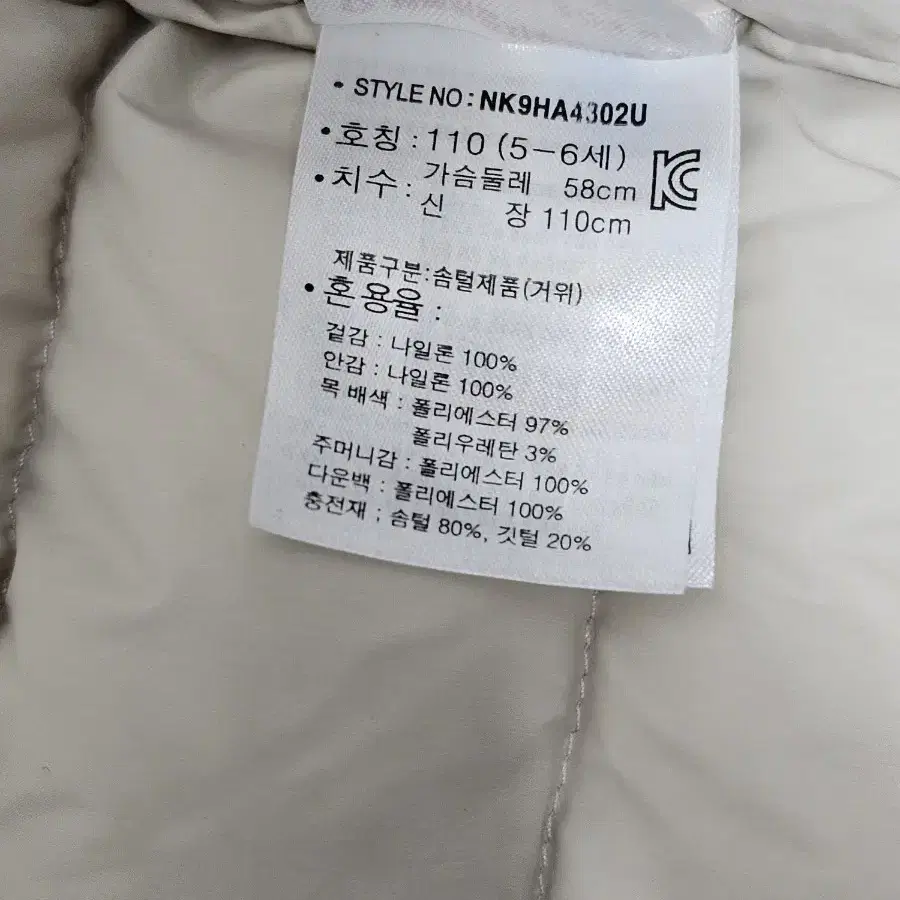 • STYLE NO : NK9HA4302U
• 호칭 : 110 (5-6세)
• 치수 : 가슴둘레 58cm
신 장 110cm
제품구분:솜털제품(거위)
• 혼용율 :
겉감 : 나일론 100%
안감 : 나일론 100%
목 배색 : 폴리에스터 97%
폴리우레탄 3%
주머니감 : 폴리에스터 100%
다운백 : 폴리에스터 100%
충전재 ; 솜털 80%, 깃털 20%